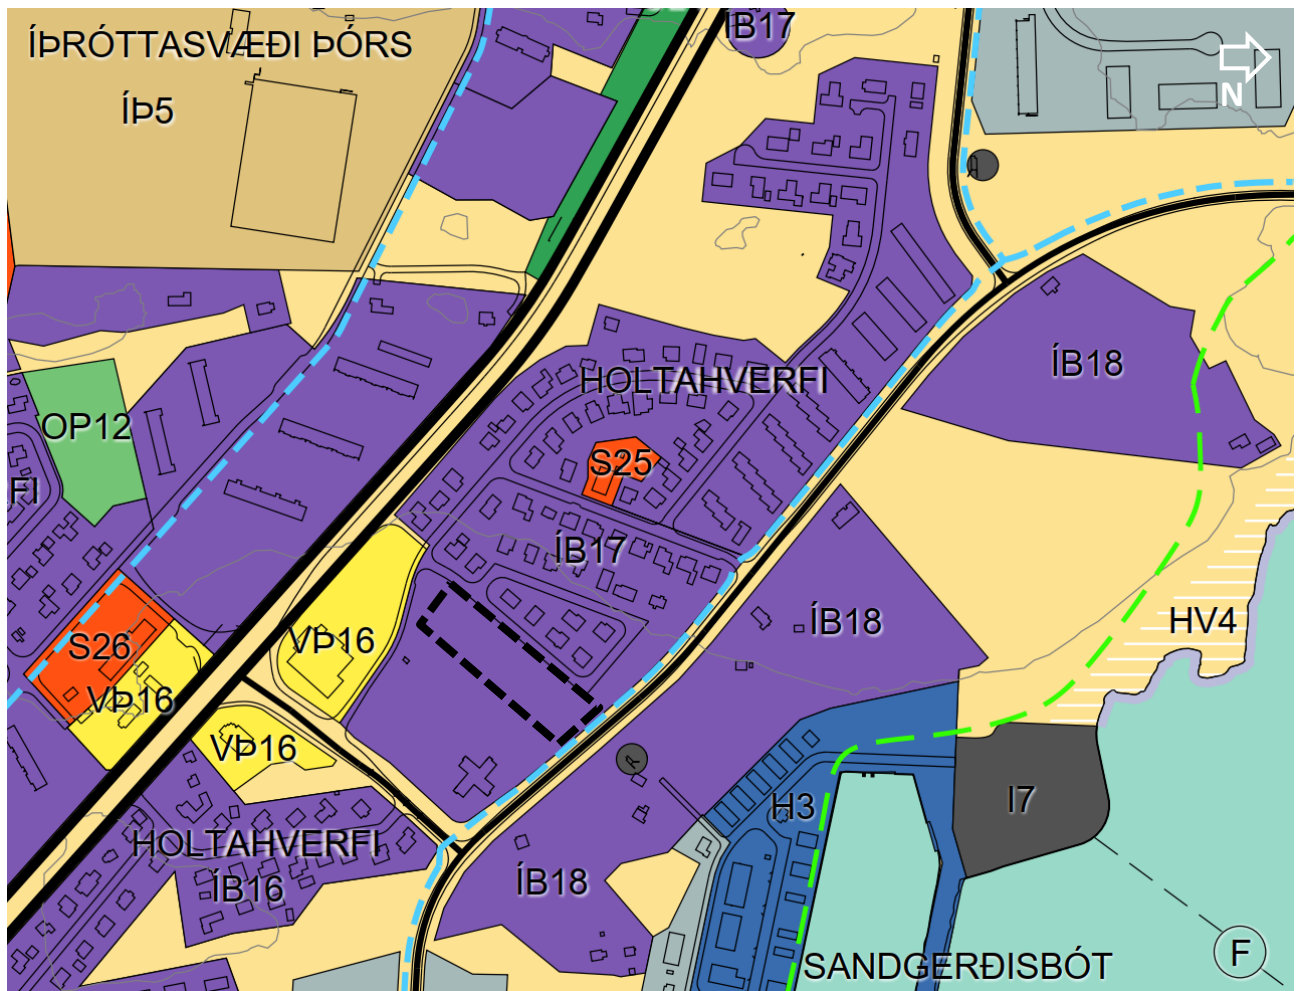 ÍB17
ÍÞRÓTTASVÆÐI ÞÓRS
N
ÍÞ5
ÍB18
HOLTAHVERFI
OP12
S25
FI
ÍB17
HV4
ÍB18
S26
VÞ16
VÞ16
VÞ16
I7
H3
HOLTAHVERFI
ÍB16
ÍB18
F
SANDGERÐISBÓT